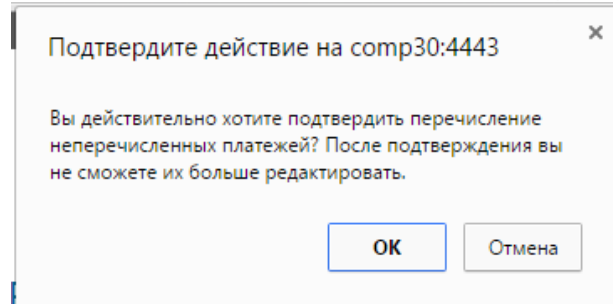 Подтвердите действие на comp30:4443
×
Вы действительно хотите подтвердить перечисление
неперечисленных платежей? После подтверждения вы
не сможете их больше редактировать.
ОК Отмена